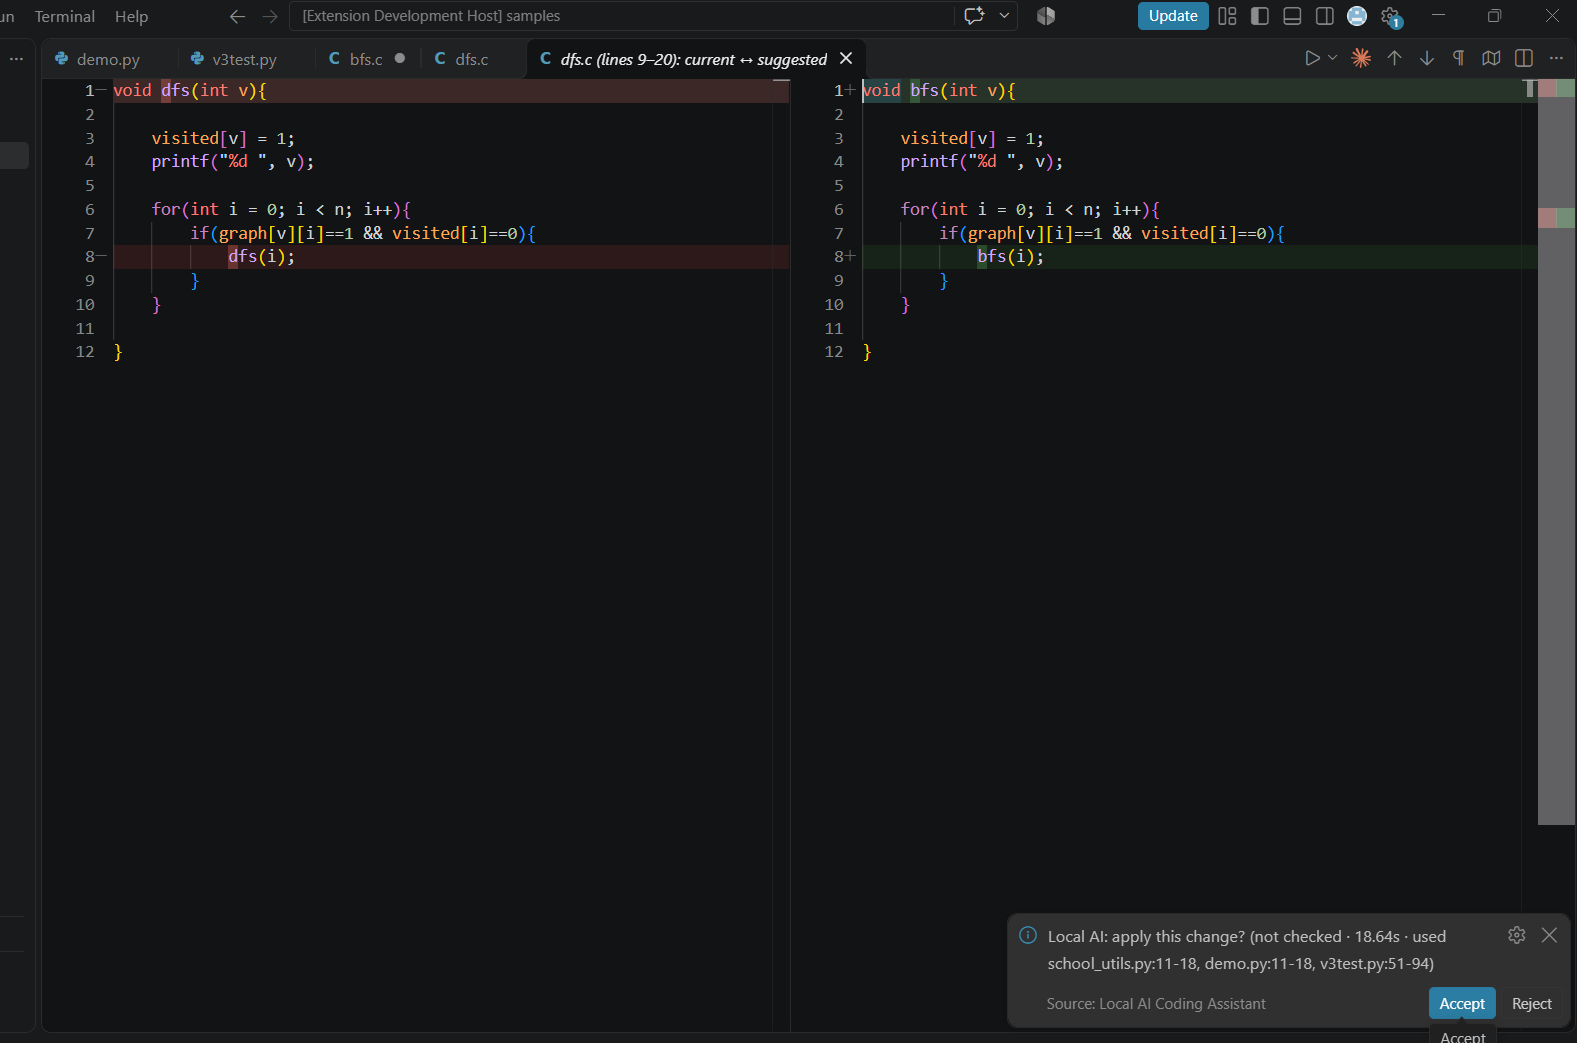 Terminal Help [Extension Development Host] samples Update 1
demo.py v3test.py C bfs.c C dfs.c C dfs.c (lines 9–20): current ↔ suggested
1 void dfs(int v){
2
3 visited[v] = 1;
4 printf("%d ", v);
5
6 for(int i = 0; i < n; i++){
7 if(graph[v][i]==1 && visited[i]==0){
8 dfs(i);
9 }
10 }
11
12 }
1 void bfs(int v){
2
3 visited[v] = 1;
4 printf("%d ", v);
5
6 for(int i = 0; i < n; i++){
7 if(graph[v][i]==1 && visited[i]==0){
8 bfs(i);
9 }
10 }
11
12 }
Local AI: apply this change? (not checked · 18.64s · used
school_utils.py:11-18, demo.py:11-18, v3test.py:51-94)
Source: Local AI Coding Assistant
Accept Reject
Accept